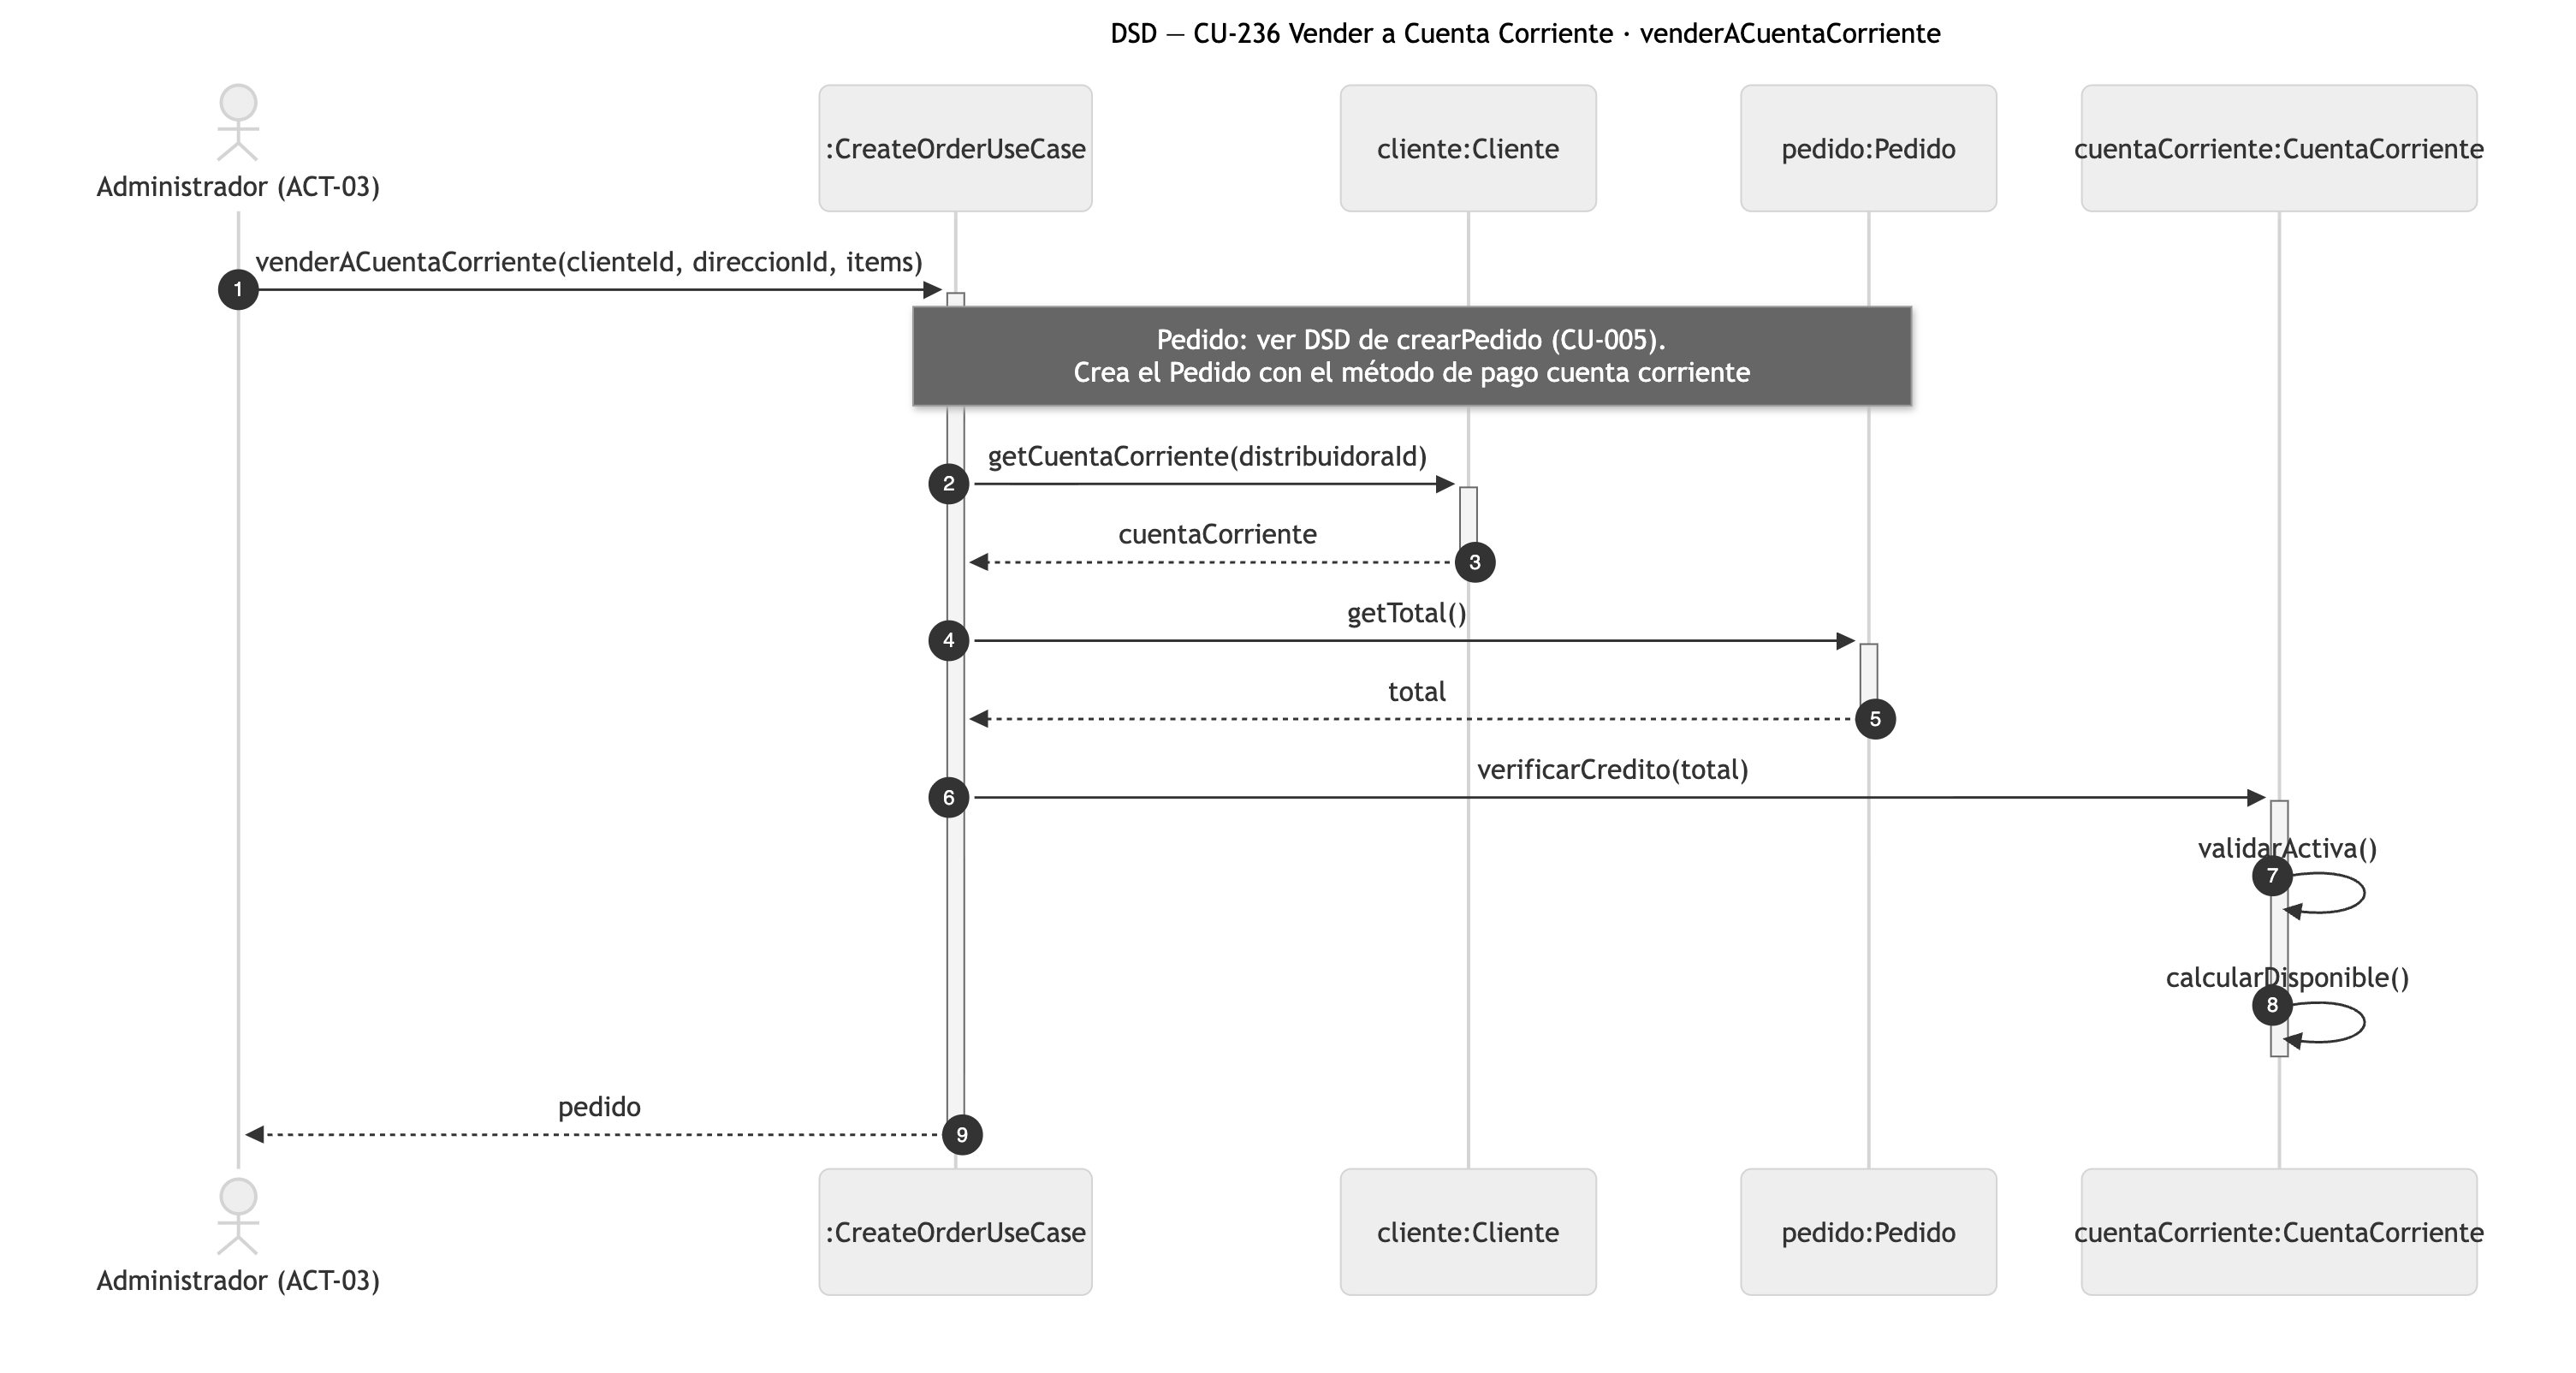 DSD — CU-236 Vender a Cuenta Corriente · venderACuentaCorriente
Administrador (ACT-03)
:CreateOrderUseCase
cliente:Cliente
pedido:Pedido
cuentaCorriente:CuentaCorriente
venderACuentaCorriente(clienteId, direccionId, items)
1
Pedido: ver DSD de crearPedido (CU-005).
Crea el Pedido con el método de pago cuenta corriente
getCuentaCorriente(distribuidoraId)
2
cuentaCorriente
3
getTotal()
4
total
5
verificarCredito(total)
6
validarActiva()
7
calcularDisponible()
8
pedido
9
Administrador (ACT-03)
:CreateOrderUseCase
cliente:Cliente
pedido:Pedido
cuentaCorriente:CuentaCorriente